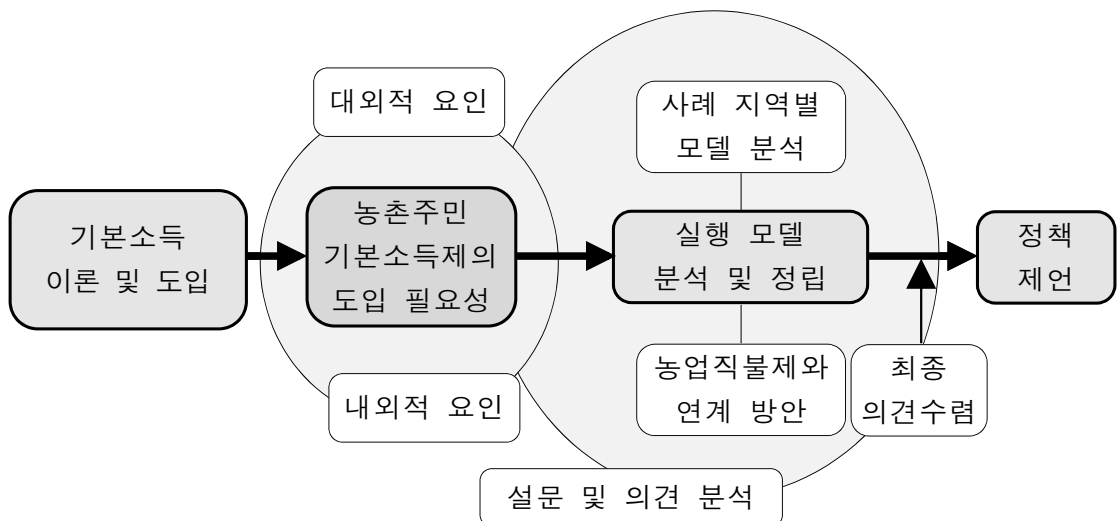 대외적 요인
사례 지역별
모델 분석
기본소득
이론 및 도입
농촌주민
기본소득제의
도입 필요성
실행 모델
분석 및 정립
정책
제언
내외적 요인
농업직불제와
연계 방안
최종
의견수렴
설문 및 의견 분석